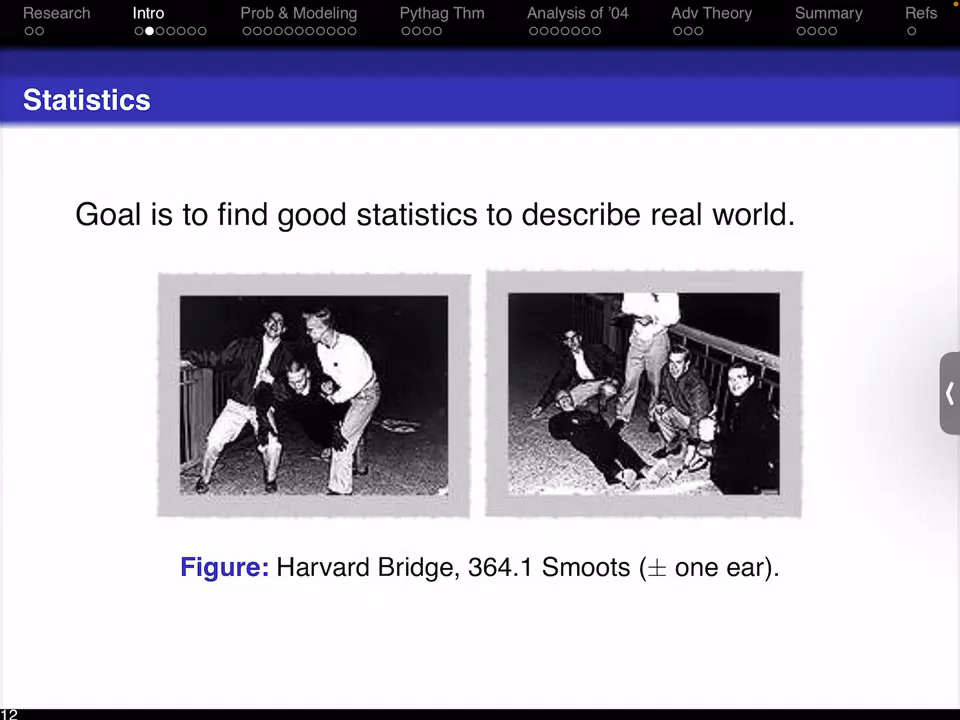 Research Intro Prob & Modeling Pythag Thm Analysis of ’04 Adv Theory Summary Refs
Statistics
Goal is to find good statistics to describe real world.
Figure: Harvard Bridge, 364.1 Smoots (± one ear).
12